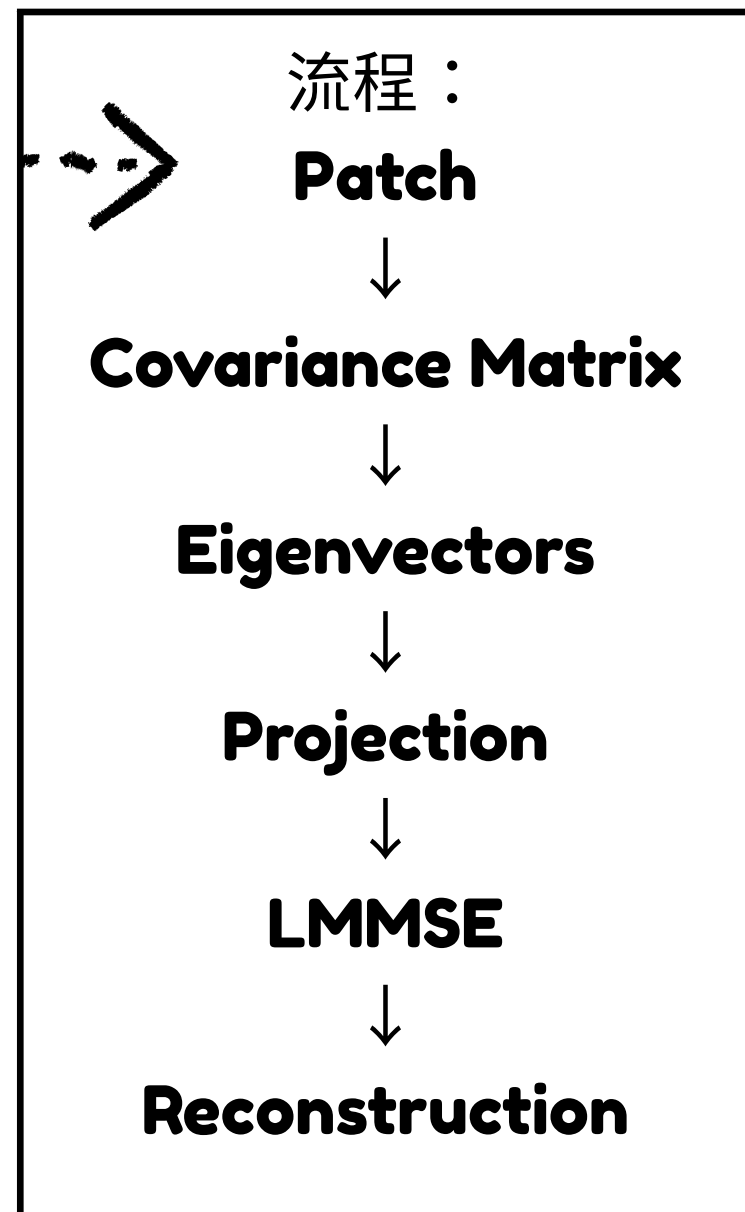 流程：
Patch
↓
Covariance Matrix
↓
Eigenvectors
↓
Projection
↓
LMMSE
↓
Reconstruction